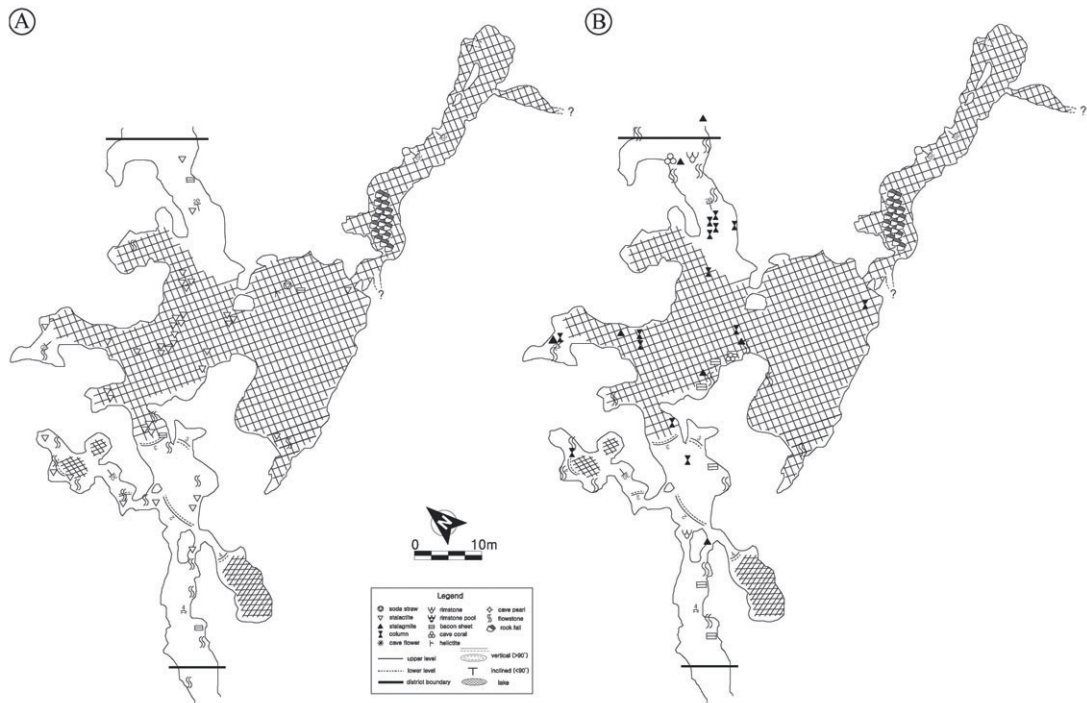 A
B
?
?
?
?
N
0 10m
Legend
soda straw
stalactite
stalagmite
column
cave flower
rimstone
rimstone pool
bacon sheet
cave coral
helictite
cave pearl
flowstone
rock fall
upper level
lower level
district boundary
vertical (>90°)
inclined (<90°)
lake